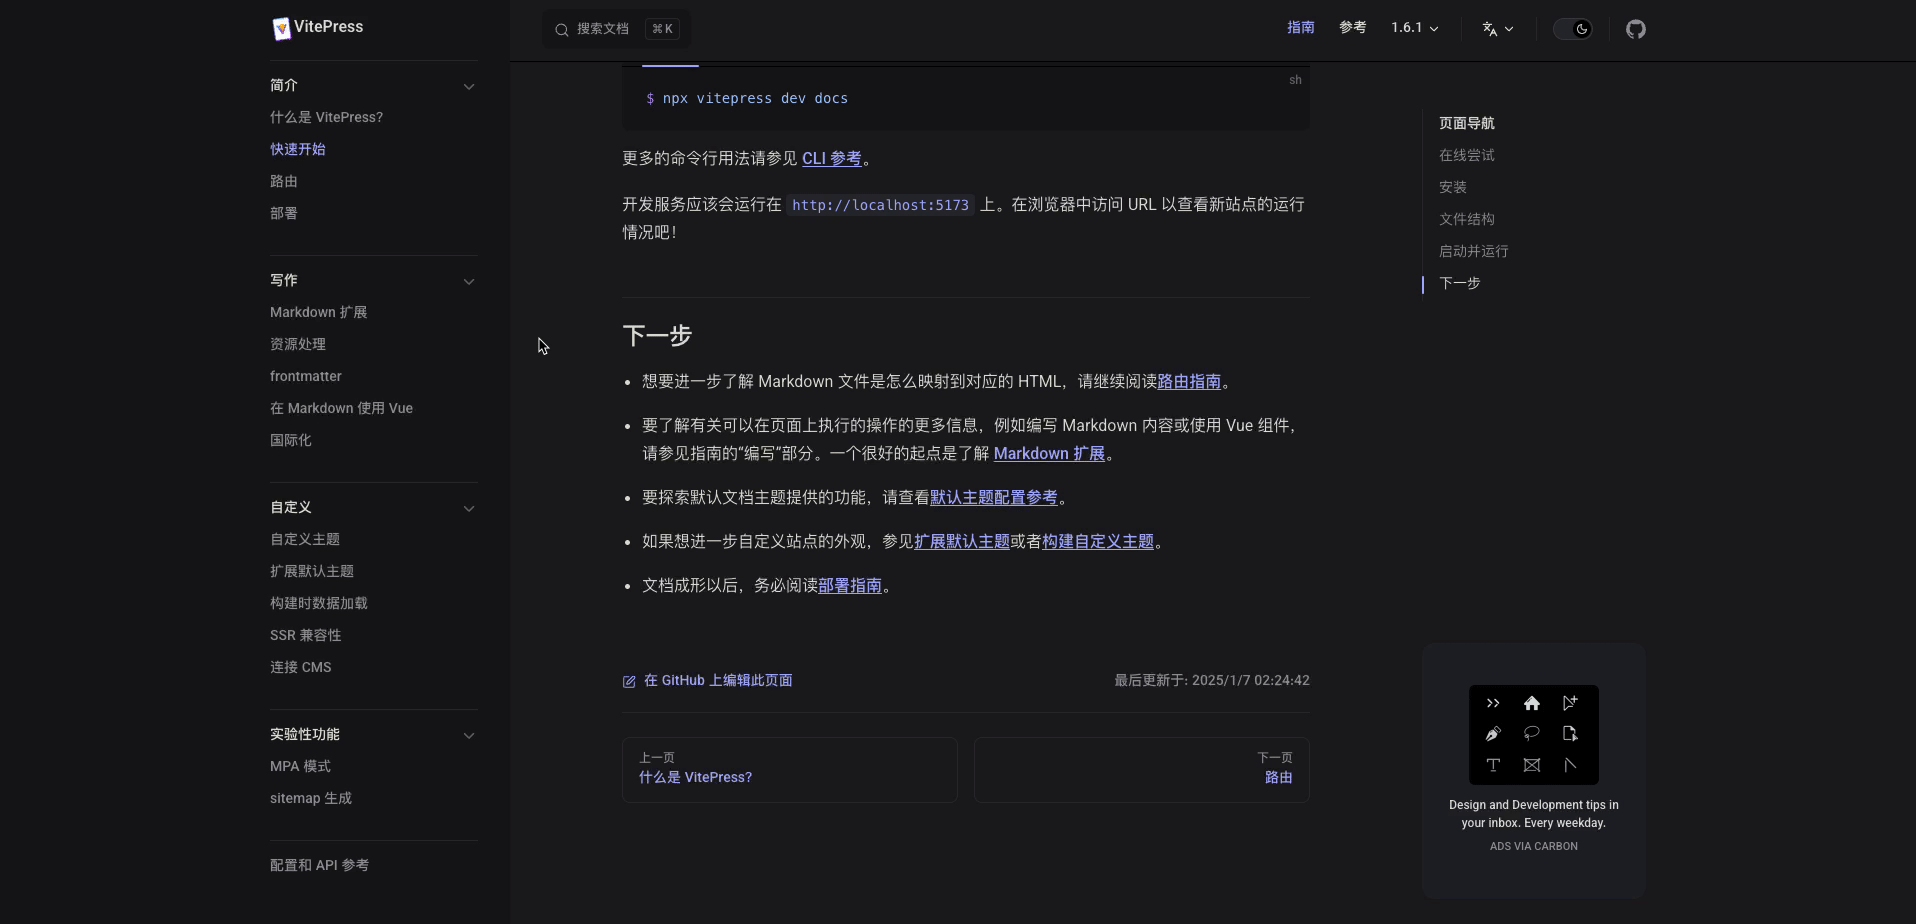 VitePress
搜索文档 ⌘K
指南 参考 1.6.1
简介
什么是 VitePress?
快速开始
路由
部署
写作
Markdown 扩展
资源处理
frontmatter
在 Markdown 使用 Vue
国际化
自定义
自定义主题
扩展默认主题
构建时数据加载
SSR 兼容性
连接 CMS
实验性功能
MPA 模式
sitemap 生成
配置和 API 参考
sh
$ npx vitepress dev docs
更多的命令行用法请参见 CLI 参考。
开发服务应该会运行在 http://localhost:5173 上。在浏览器中访问 URL 以查看新站点的运行
情况吧！
下一步
想要进一步了解 Markdown 文件是怎么映射到对应的 HTML，请继续阅读路由指南。
要了解有关可以在页面上执行的操作的更多信息，例如编写 Markdown 内容或使用 Vue 组件，
请参见指南的“编写”部分。一个很好的起点是了解 Markdown 扩展。
要探索默认文档主题提供的功能，请查看默认主题配置参考。
如果想进一步自定义站点的外观，参见扩展默认主题或者构建自定义主题。
文档成形以后，务必阅读部署指南。
在 GitHub 上编辑此页面
最后更新于: 2025/1/7 02:24:42
上一页
什么是 VitePress?
下一页
路由
页面导航
在线尝试
安装
文件结构
启动并运行
下一步
Design and Development tips in
your inbox. Every weekday.
ADS VIA CARBON